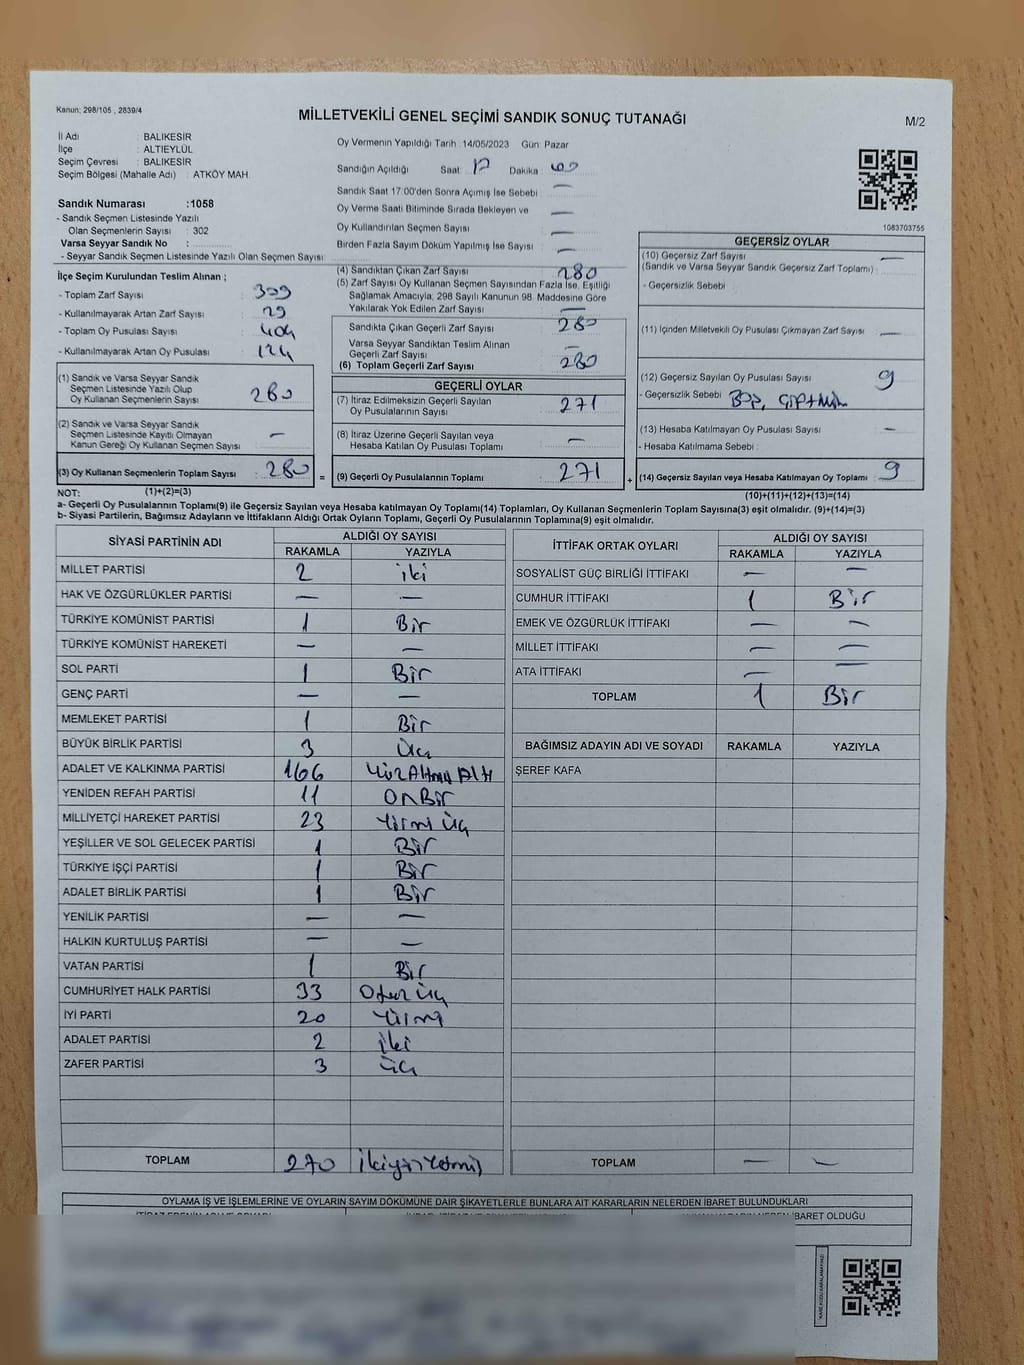 Kanun: 298/105 , 2839/4
MİLLETVEKİLİ GENEL SEÇİMİ SANDIK SONUÇ TUTANAĞI
M/2
İl Adı : BALIKESİR
İlçe : ALTIEYLÜL
Seçim Çevresi : BALIKESİR
Seçim Bölgesi (Mahalle Adı) : ATKÖY MAH.
Sandık Numarası :1058
- Sandık Seçmen Listesinde Yazılı
Olan Seçmenlerin Sayısı : 302
Varsa Seyyar Sandık No :
- Seyyar Sandık Seçmen Listesinde Yazılı Olan Seçmen Sayısı:
Oy Vermenin Yapıldığı Tarih : 14/05/2023 Gün: Pazar
Sandığın Açıldığı Saat : 17 Dakika : 00
Sandık Saat 17:00'den Sonra Açımış İse Sebebi : —
Oy Verme Saati Bitiminde Sırada Bekleyen ve : —
Oy Kullandırılan Seçmen Sayısı : —
Birden Fazla Sayım Döküm Yapılmış İse Sayısı : —
1083703755
İlçe Seçim Kurulundan Teslim Alınan ;
- Toplam Zarf Sayısı : 309
- Kullanılmayarak Artan Zarf Sayısı : 29
- Toplam Oy Pusulası Sayısı : 404
- Kullanılmayarak Artan Oy Pusulası : 124
(1) Sandık ve Varsa Seyyar Sandık
Seçmen Listesinde Yazılı Olup
Oy Kullanan Seçmenlerin Sayısı : 280
(2) Sandık ve Varsa Seyyar Sandık
Seçmen Listesinde Kayıtlı Olmayan
Kanun Gereği Oy Kullanan Seçmen Sayısı : —
(3) Oy Kullanan Seçmenlerin Toplam Sayısı : 280 =
(1)+(2)=(3)
(4) Sandıktan Çıkan Zarf Sayısı : 280
(5) Zarf Sayısı Oy Kullanan Seçmen Sayısından Fazla İse, Eşitliği
Sağlamak Amacıyla, 298 Sayılı Kanunun 98. Maddesine Göre
Yakılarak Yok Edilen Zarf Sayısı : —
Sandıkta Çıkan Geçerli Zarf Sayısı : 280
Varsa Seyyar Sandıktan Teslim Alınan
Geçerli Zarf Sayısı : —
(6) Toplam Geçerli Zarf Sayısı : 280
GEÇERLİ OYLAR
(7) İtiraz Edilmeksizin Geçerli Sayılan
Oy Pusulalarının Sayısı : 271
(8) İtiraz Üzerine Geçerli Sayılan veya
Hesaba Katılan Oy Pusulaları Toplamı : —
(9) Geçerli Oy Pusulalarının Toplamı : 271 +
GEÇERSİZ OYLAR
(10) Geçersiz Zarf Sayısı : —
(Sandık ve Varsa Seyyar Sandık Geçersiz Zarf Toplamı) :
- Geçersizlik Sebebi :
(11) İçinden Milletvekili Oy Pusulası Çıkmayan Zarf Sayısı : —
(12) Geçersiz Sayılan Oy Pusulası Sayısı : 9
- Geçersizlik Sebebi :
(13) Hesaba Katılmayan Oy Pusulası Sayısı : —
- Hesaba Katılmama Sebebi :
(14) Geçersiz Sayılan veya Hesaba Katılmayan Oy Toplamı : 9
(10)+(11)+(12)+(13)=(14)
NOT:
a- Geçerli Oy Pusulalarının Toplamı(9) ile Geçersiz Sayılan veya Hesaba Katılmayan Oy Toplamı(14) Toplamları, Oy Kullanan Seçmenlerin Toplam Sayısına(3) eşit olmalıdır. (9)+(14)=(3)
b- Siyasi Partilerin, Bağımsız Adayların ve İttifakların Aldığı Ortak Oyların Toplamı, Geçerli Oy Pusulalarının Toplamına(9) eşit olmalıdır.
SİYASİ PARTİNİN ADI ALDIĞI OY SAYISI
RAKAMLA YAZIYLA
MİLLET PARTİSİ 2 iki
HAK VE ÖZGÜRLÜKLER PARTİSİ — —
TÜRKİYE KOMÜNİST PARTİSİ 1 Bir
TÜRKİYE KOMÜNİST HAREKETİ — —
SOL PARTİ 1 Bir
GENÇ PARTİ — —
MEMLEKET PARTİSİ 1 Bir
BÜYÜK BİRLİK PARTİSİ 3 Üç
ADALET VE KALKINMA PARTİSİ 166 YüzAltmış Altı
YENİDEN REFAH PARTİSİ 11 OnBir
MİLLİYETÇİ HAREKET PARTİSİ 23 Yirmi Üç
YEŞİLLER VE SOL GELECEK PARTİSİ 1 Bir
TÜRKİYE İŞÇİ PARTİSİ 1 Bir
ADALET BİRLİK PARTİSİ 1 Bir
YENİLİK PARTİSİ — —
HALKIN KURTULUŞ PARTİSİ — —
VATAN PARTİSİ 1 Bir
CUMHURİYET HALK PARTİSİ 33 Otuz Üç
İYİ PARTİ 20 Yirmi
ADALET PARTİSİ 2 iki
ZAFER PARTİSİ 3 üç
TOPLAM 270 ikiyüzYetmiş
İTTİFAK ORTAK OYLARI ALDIĞI OY SAYISI
RAKAMLA YAZIYLA
SOSYALİST GÜÇ BİRLİĞİ İTTİFAKI — —
CUMHUR İTTİFAKI 1 Bir
EMEK VE ÖZGÜRLÜK İTTİFAKI — —
MİLLET İTTİFAKI — —
ATA İTTİFAKI — —
TOPLAM 1 Bir
BAĞIMSIZ ADAYIN ADI VE SOYADI RAKAMLA YAZIYLA
ŞEREF KAFA
TOPLAM — —
OYLAMA İŞ VE İŞLEMLERİNE VE OYLARIN SAYIM DÖKÜMÜNE DAİR ŞİKAYETLERLE BUNLARA AİT KARARLARIN NELERDEN İBARET BULUNDUKLARI
İBARET OLDUĞU